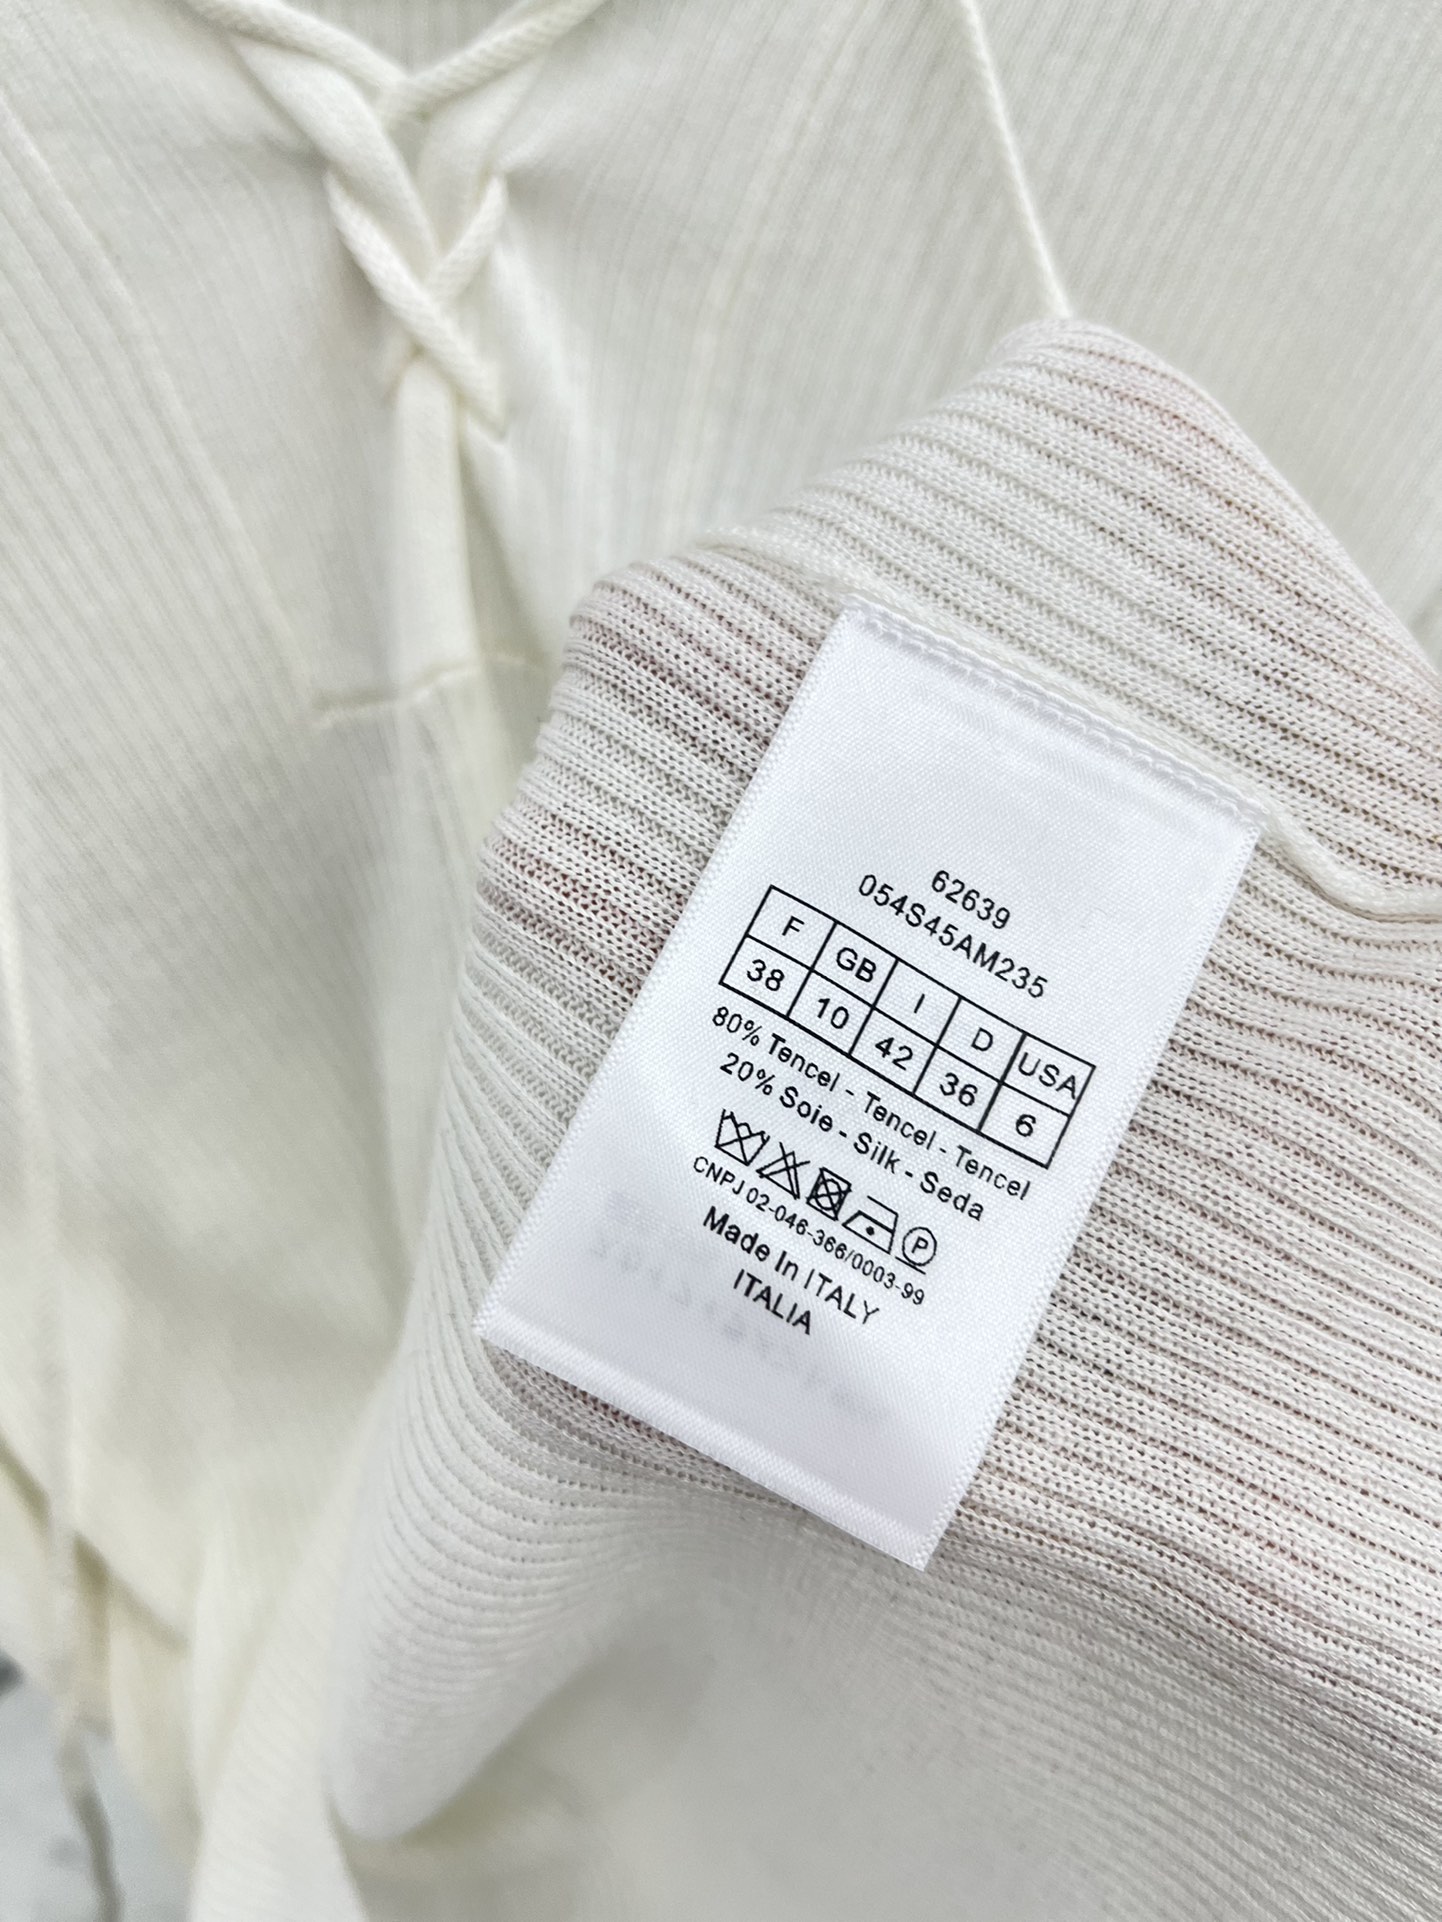 62639
054S45AM235
F GB I D USA
38 10 42 36 6
80% Tencel - Tencel - Tencel
20% Soie - Silk - Seda
P
CNPJ 02-046-366/0003-99
Made In ITALY
ITALIA